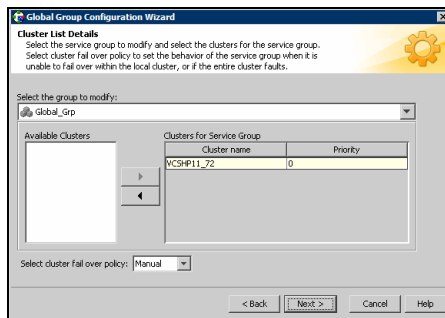 Global Group Configuration Wizard
Cluster List Details
Select the service group to modify and select the clusters for the service group.
Select cluster fail over policy to set the behavior of the service group when it is
unable to fail over within the local cluster, or if the entire cluster faults.
Select the group to modify:
Global_Grp
Available Clusters
Clusters for Service Group
Cluster name Priority
VCSHP11_72 0
Select cluster fail over policy: Manual
< Back Next > Cancel Help